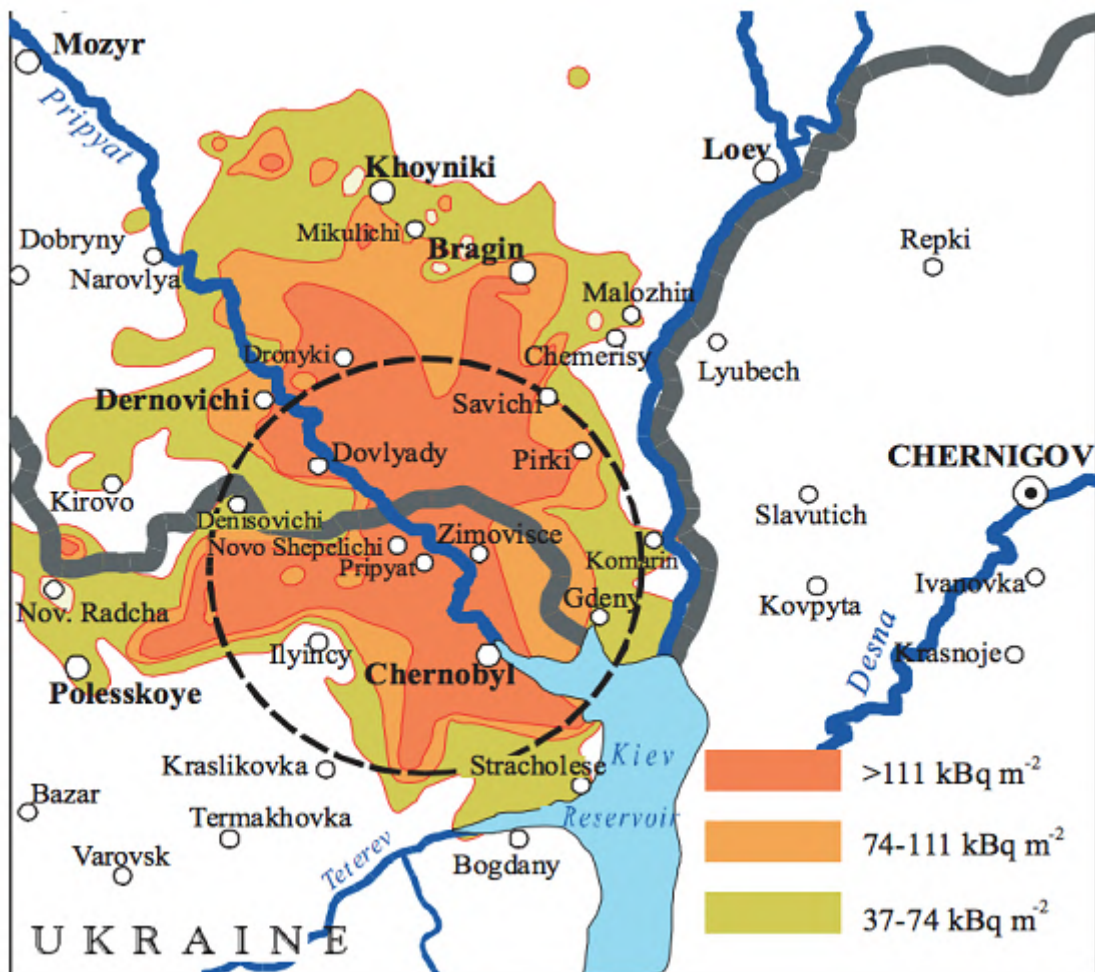 Mozyr
Pripyat
Khoyniki
Loev
Mikulichi
Dobryny
Narovlya
Bragin
Repki
Malozhin
Chemerisy
Dronyki
Lyubech
Dernovichi
Savichi
Dovlyady
Pirki
CHERNIGOV
Kirovo
Denisovichi
Slavutich
Novo Shepelichi
Zimovisce
Pripyat
Komarin
Ivanovka
Nov. Radcha
Gdeny
Kovpyta
Ilyincy
Chernobyl
Desna
Krasnoje
Polesskoye
Kraslikovka
Stracholese
Kiev
Reservoir
>111 kBq m⁻²
Bazar
Termakhovka
74-111 kBq m⁻²
Varovsk
Teterev
Bogdany
37-74 kBq m⁻²
UKRAINE